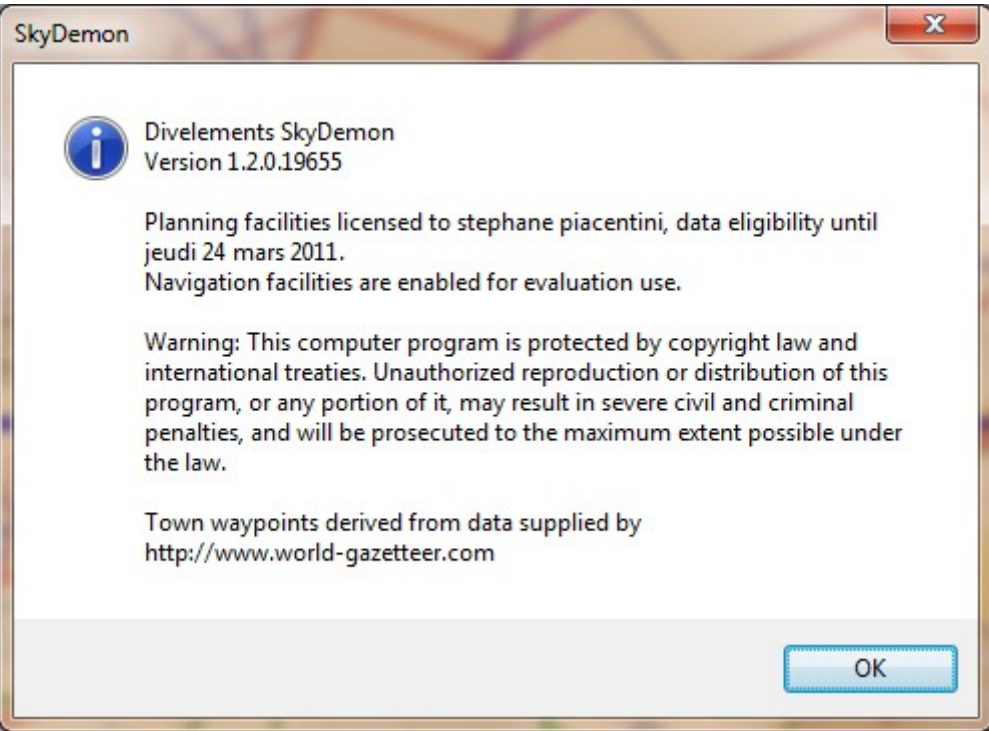 SkyDemon
Divelements SkyDemon
Version 1.2.0.19655
Planning facilities licensed to stephane piacentini, data eligibility until
jeudi 24 mars 2011.
Navigation facilities are enabled for evaluation use.
Warning: This computer program is protected by copyright law and
international treaties. Unauthorized reproduction or distribution of this
program, or any portion of it, may result in severe civil and criminal
penalties, and will be prosecuted to the maximum extent possible under
the law.
Town waypoints derived from data supplied by
http://www.world-gazetteer.com
OK